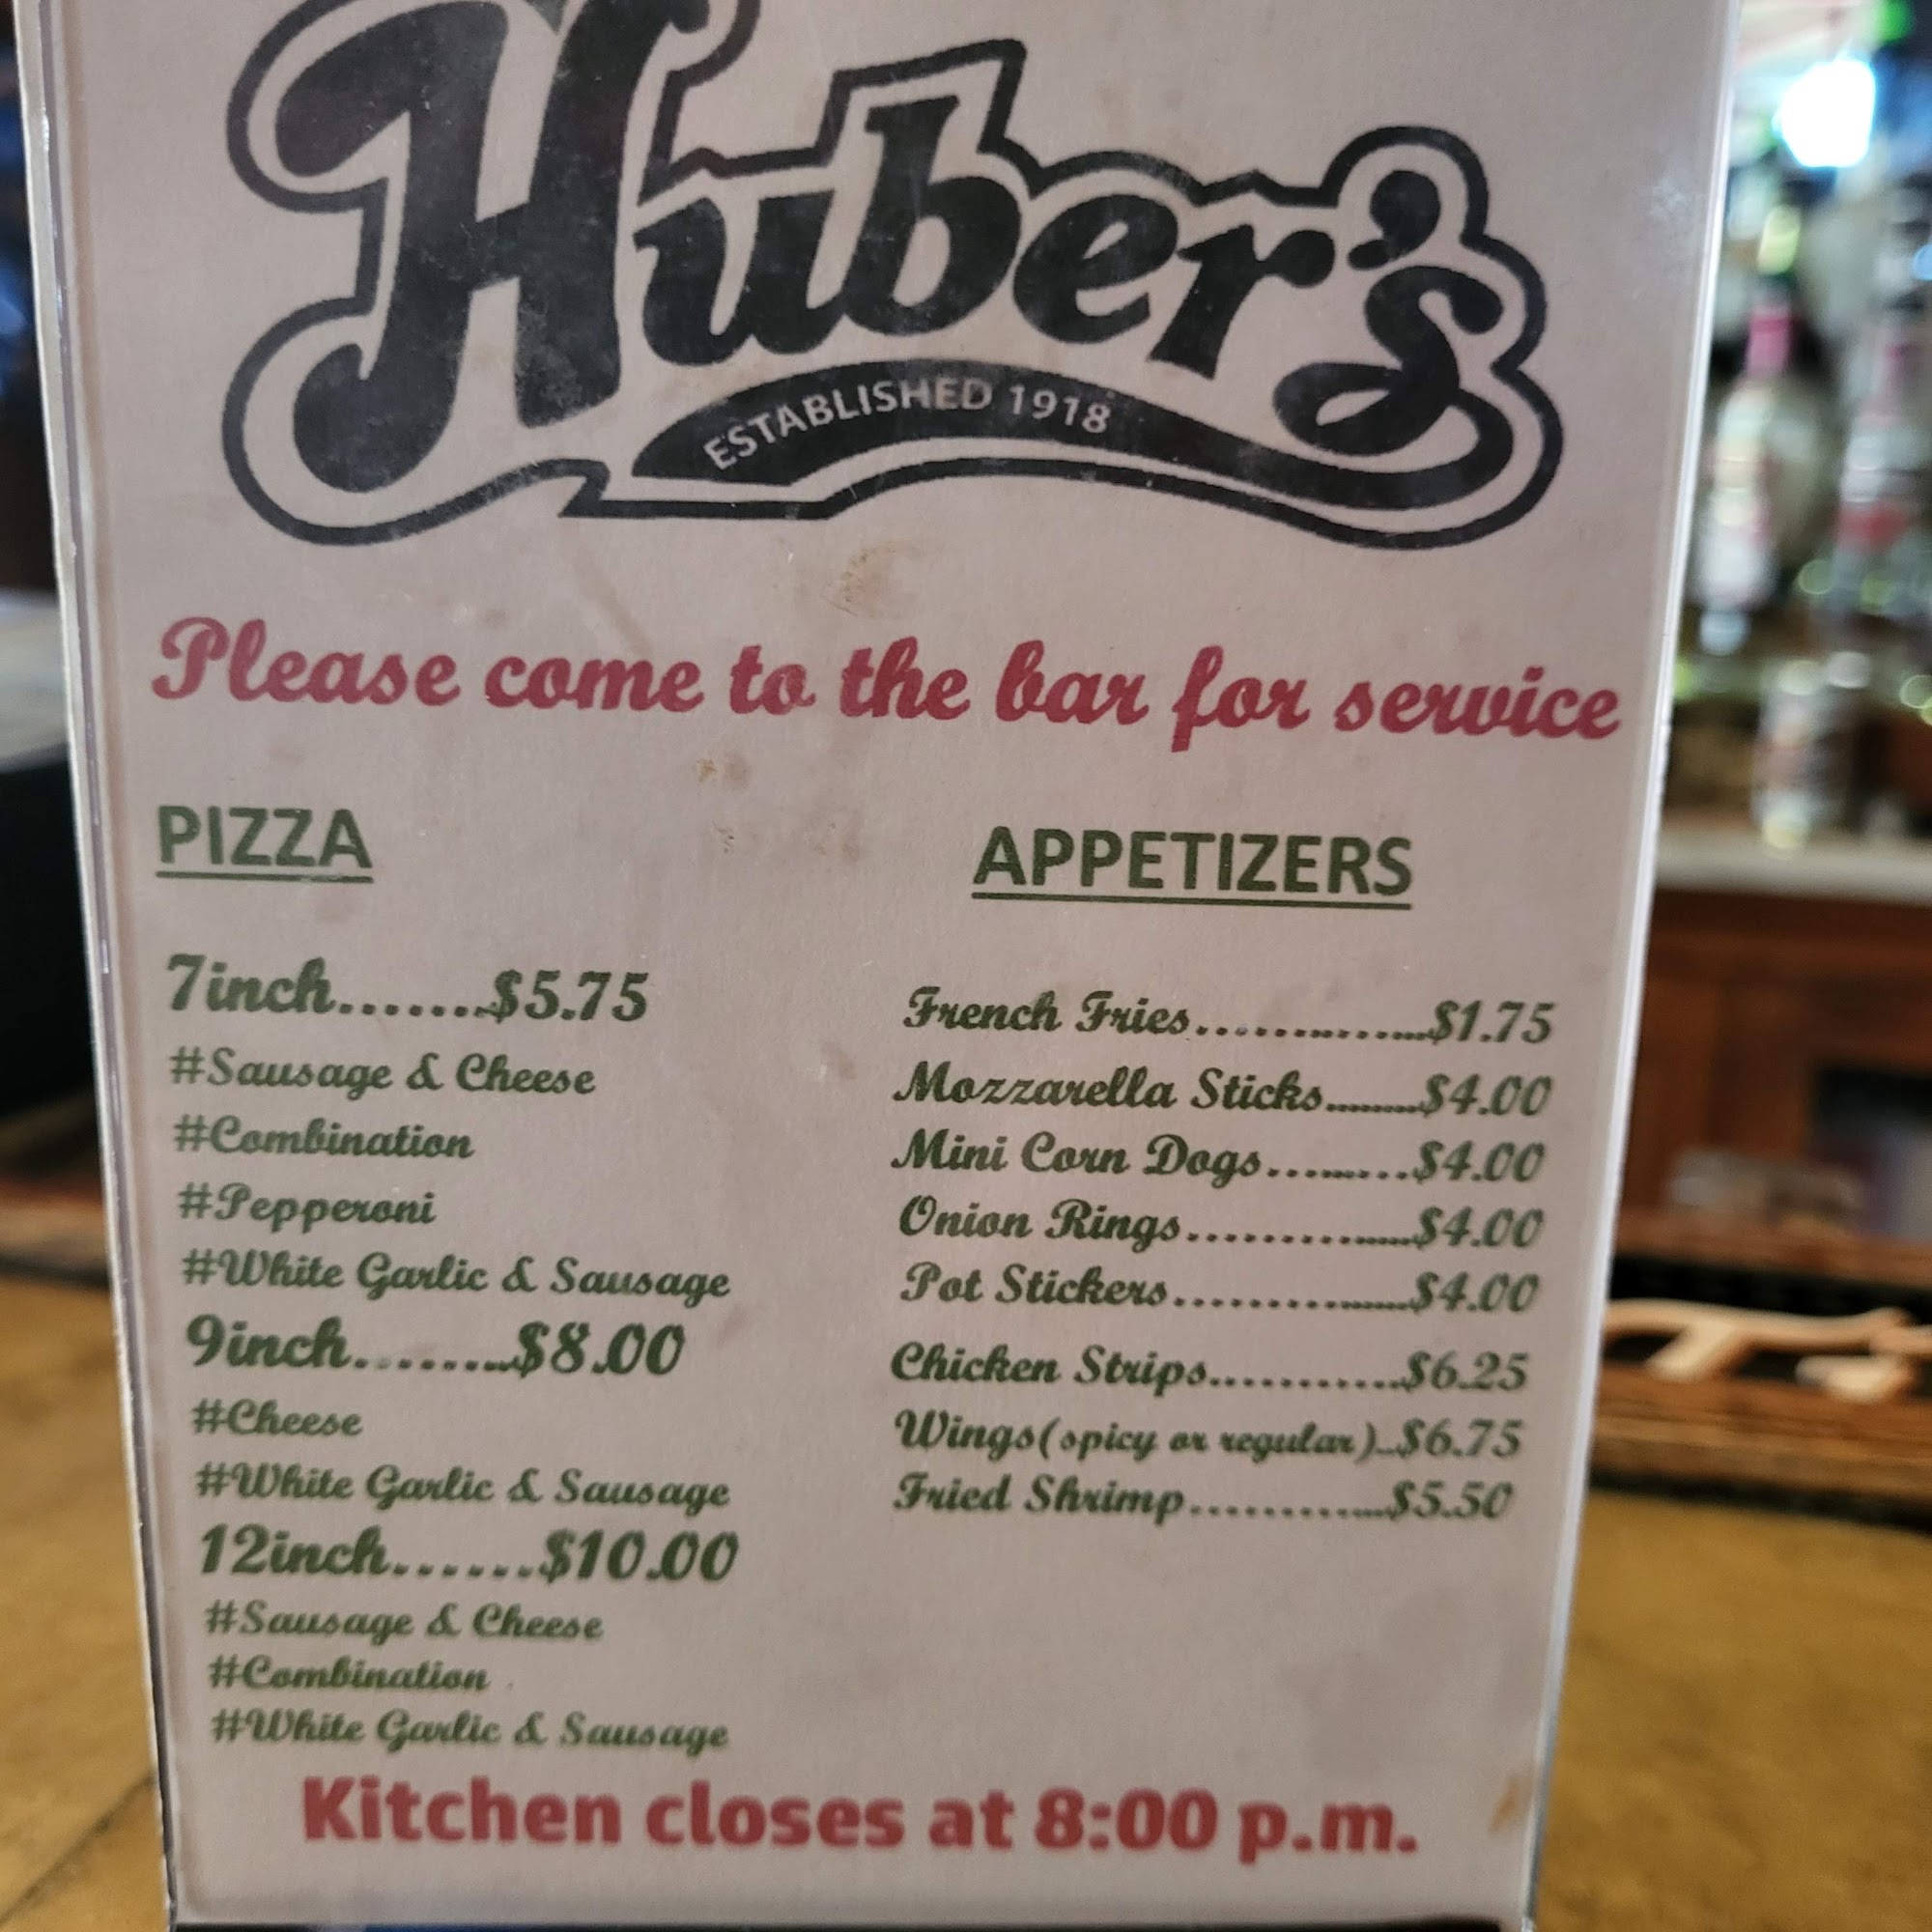 Huber's
ESTABLISHED 1918
Please come to the bar for service
PIZZA
7inch.......$5.75
#Sausage & Cheese
#Combination
#Pepperoni
#White Garlic & Sausage
9inch.........$8.00
#Cheese
#White Garlic & Sausage
12inch......$10.00
#Sausage & Cheese
#Combination
#White Garlic & Sausage
APPETIZERS
French Fries..................$1.75
Mozzarella Sticks.........$4.00
Mini Corn Dogs...........$4.00
Onion Rings..................$4.00
Pot Stickers...................$4.00
Chicken Strips..............$6.25
Wings(spicy or regular)...$6.75
Fried Shrimp................$5.50
Kitchen closes at 8:00 p.m.